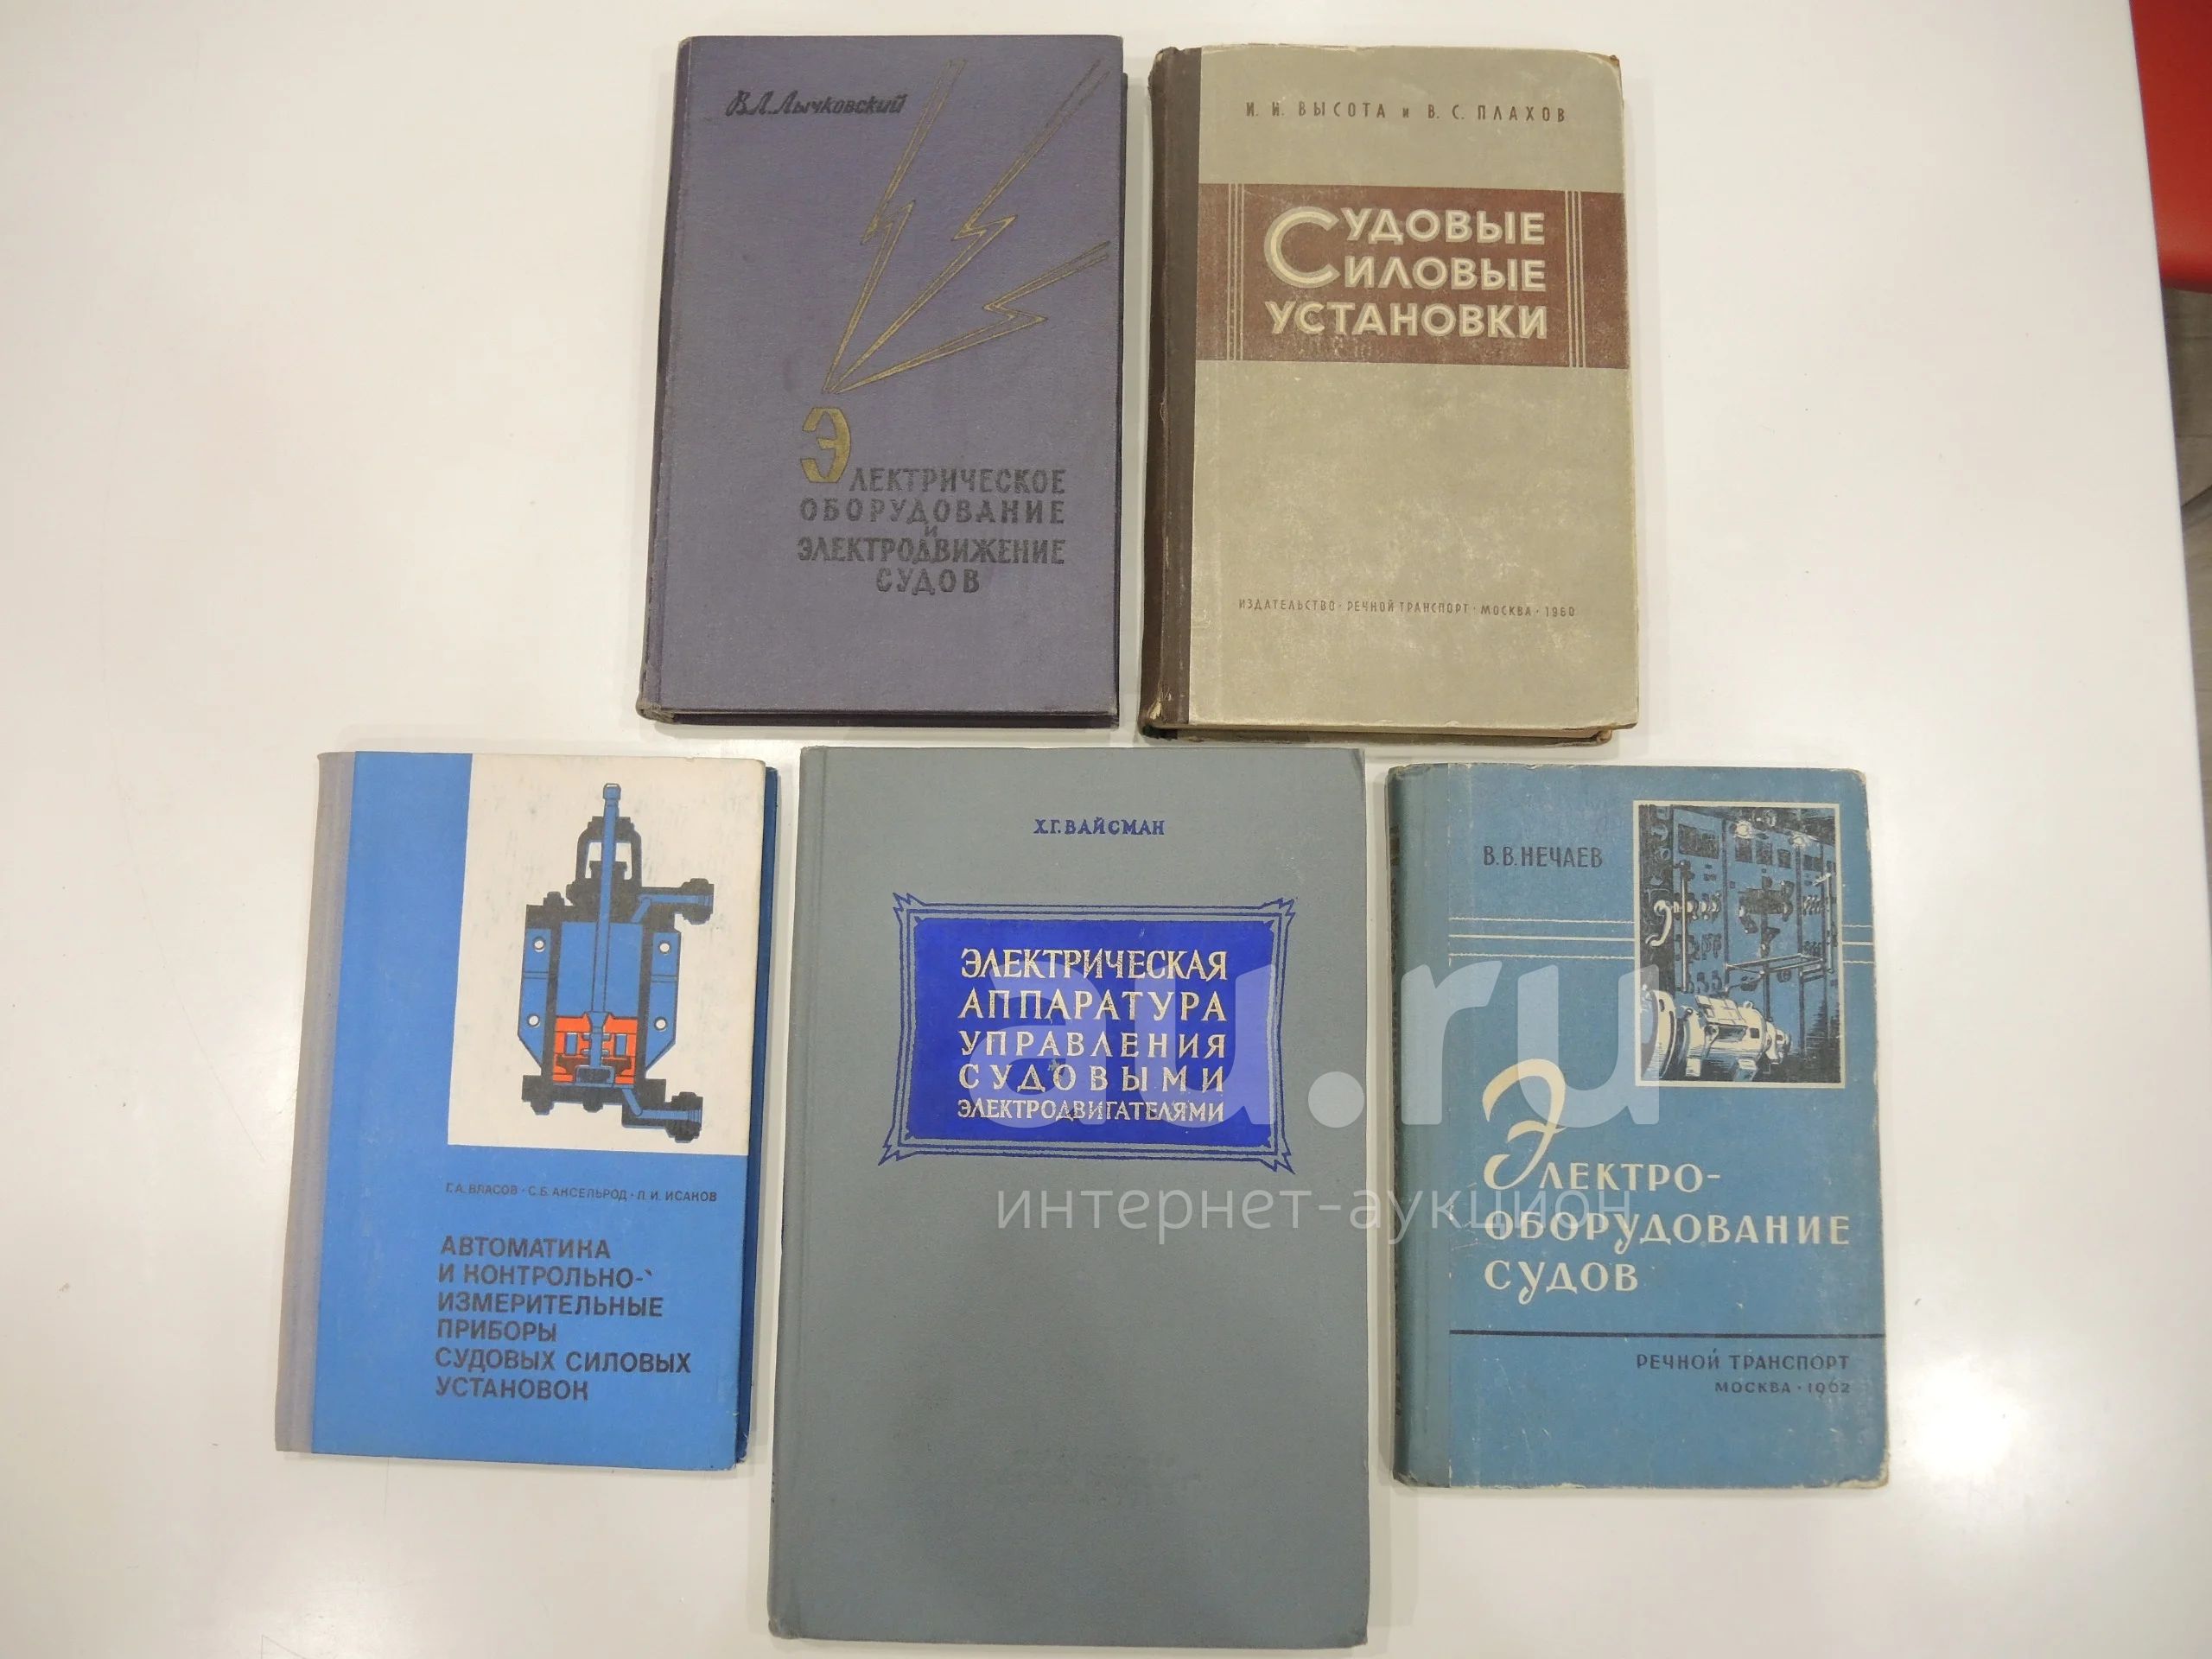 В.Л.Лычковский
ЭЛЕКТРИЧЕСКОЕ
ОБОРУДОВАНИЕ
И
ЭЛЕКТРОДВИЖЕНИЕ
СУДОВ
И. И. ВЫСОТА и В. С. ПЛАХОВ
СУДОВЫЕ
СИЛОВЫЕ
УСТАНОВКИ
ИЗДАТЕЛЬСТВО · РЕЧНОЙ ТРАНСПОРТ · МОСКВА · 1960
Г.А. ВЛАСОВ · С.Б. АКСЕЛЬРОД · Л.И. ИСАКОВ
АВТОМАТИКА
И КОНТРОЛЬНО-
ИЗМЕРИТЕЛЬНЫЕ
ПРИБОРЫ
СУДОВЫХ СИЛОВЫХ
УСТАНОВОК
Х.Г. ВАЙСМАН
ЭЛЕКТРИЧЕСКАЯ
АППАРАТУРА
УПРАВЛЕНИЯ
СУДОВЫМИ
ЭЛЕКТРОДВИГАТЕЛЯМИ
В.В. НЕЧАЕВ
ЭЛЕКТРО-
ОБОРУДОВАНИЕ
СУДОВ
РЕЧНОЙ ТРАНСПОРТ
МОСКВА · 1962
au.ru
интернет-аукцион